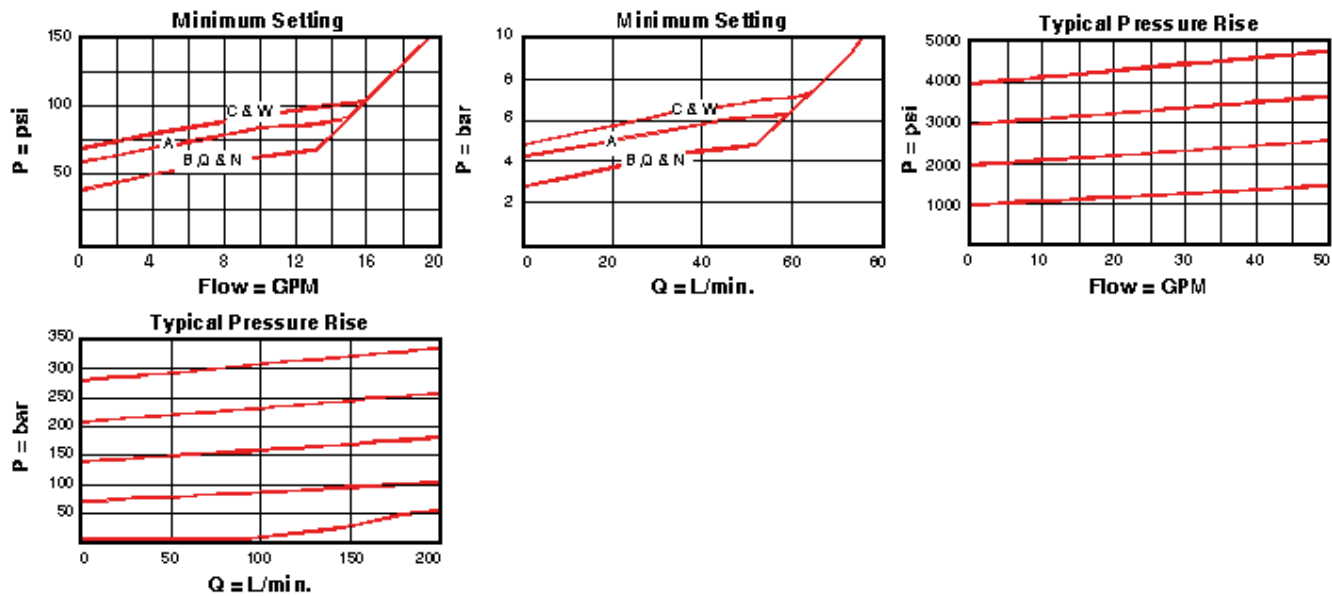 Minimum Setting
P = psi
150
100
50
C & W
A
B,Q & N
0 4 8 12 16 20
Flow = GPM
Minimum Setting
P = bar
10
8
6
4
2
C & W
A
B,Q & N
0 20 40 60 80
Q = L/min.
Typical Pressure Rise
P = psi
5000
4000
3000
2000
1000
0 10 20 30 40 50
Flow = GPM
Typical Pressure Rise
P = bar
350
300
250
200
150
100
50
0 50 100 150 200
Q = L/min.